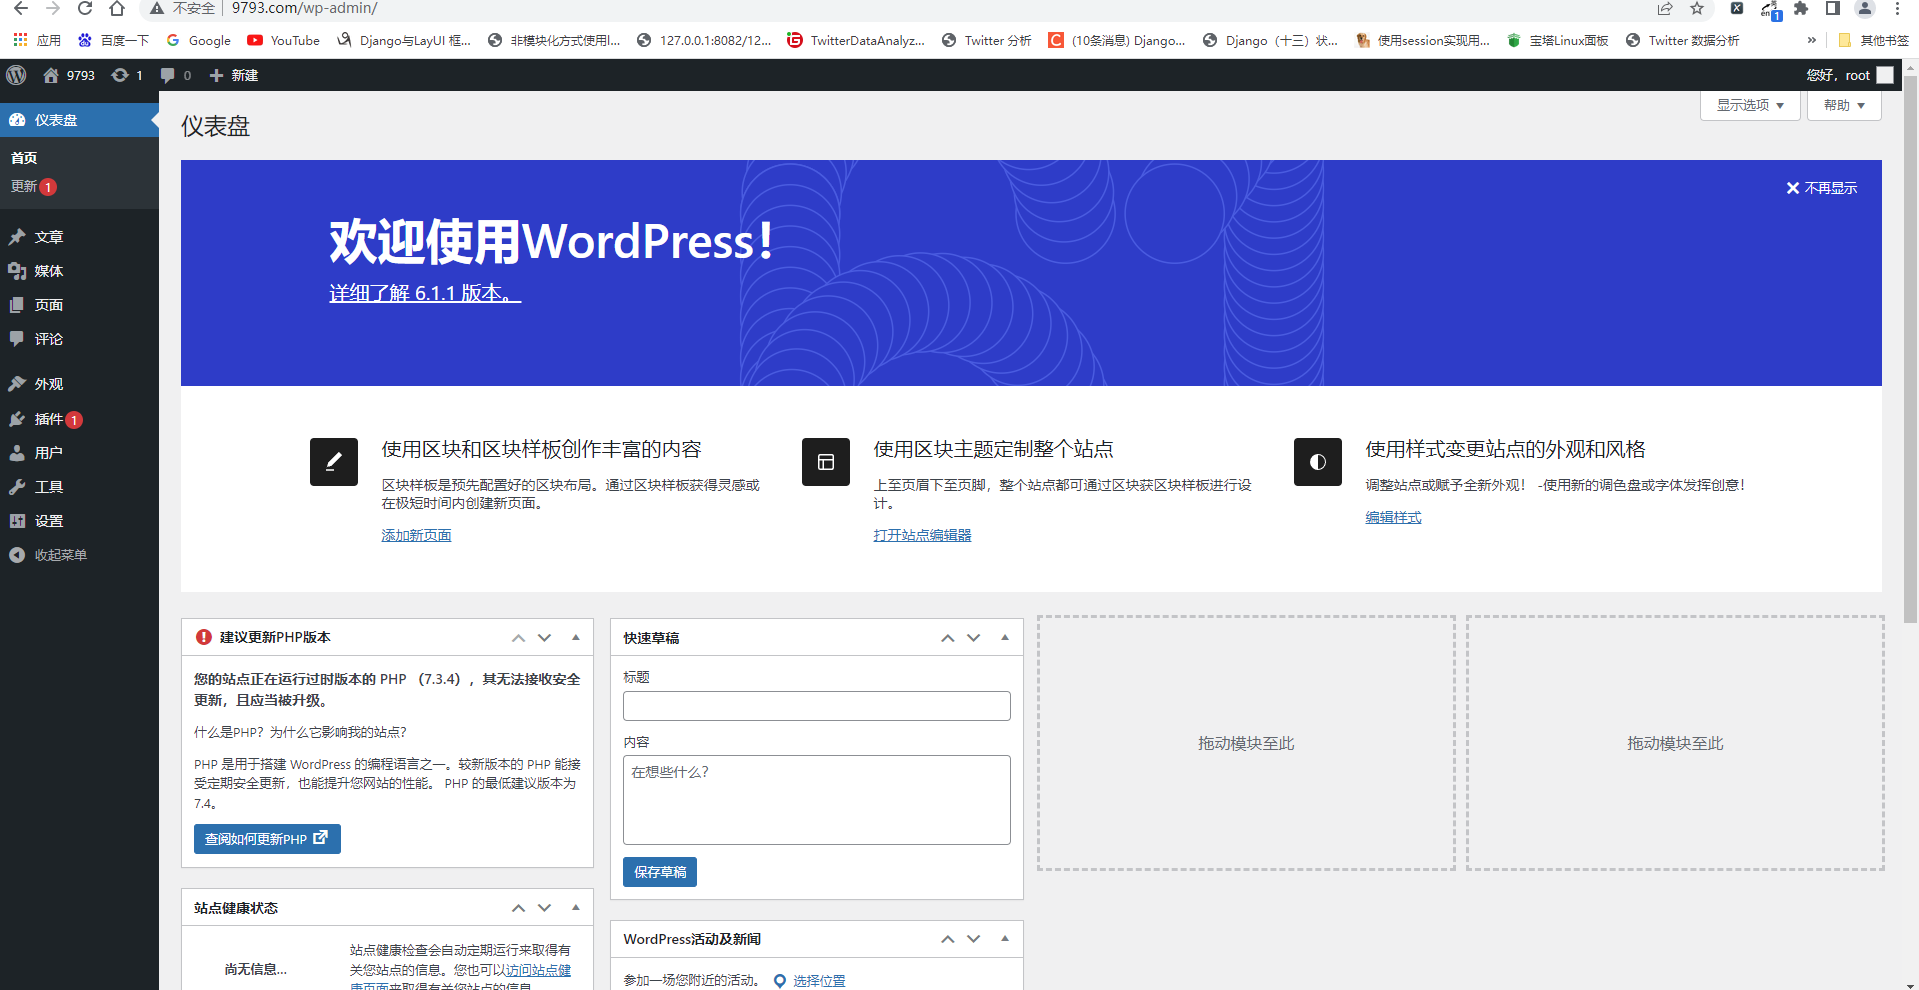 不安全 9793.com/wp-admin/
应用 百度一下 Google YouTube Django与LayUI 框... 非模块化方式使用l... 127.0.0.1:8082/12... TwitterDataAnalyz... Twitter 分析 (10条消息) Django... Django（十三）状... 使用session实现用... 宝塔Linux面板 Twitter 数据分析 » 其他书签
9793 1 0 新建 您好，root
显示选项 帮助
仪表盘
首页
更新 1
文章
媒体
页面
评论
外观
插件 1
用户
工具
设置
收起菜单
仪表盘
不再显示
欢迎使用WordPress！
详细了解 6.1.1 版本。
使用区块和区块样板创作丰富的内容
区块样板是预先配置好的区块布局。通过区块样板获得灵感或
在极短时间内创建新页面。
添加新页面
使用区块主题定制整个站点
上至页眉下至页脚，整个站点都可通过区块获区块样板进行设
计。
打开站点编辑器
使用样式变更站点的外观和风格
调整站点或赋予全新外观！ -使用新的调色盘或字体发挥创意！
编辑样式
建议更新PHP版本
您的站点正在运行过时版本的 PHP （7.3.4），其无法接收安全
更新，且应当被升级。
什么是PHP？为什么它影响我的站点？
PHP 是用于搭建 WordPress 的编程语言之一。较新版本的 PHP 能接
受定期安全更新，也能提升您网站的性能。 PHP 的最低建议版本为
7.4。
查阅如何更新PHP
站点健康状态
尚无信息...
站点健康检查会自动定期运行来取得有
关您站点的信息。您也可以访问站点健
康页面来取得有关您站点的信息
快速草稿
标题
内容
在想些什么？
保存草稿
WordPress活动及新闻
参加一场您附近的活动。 选择位置
拖动模块至此
拖动模块至此